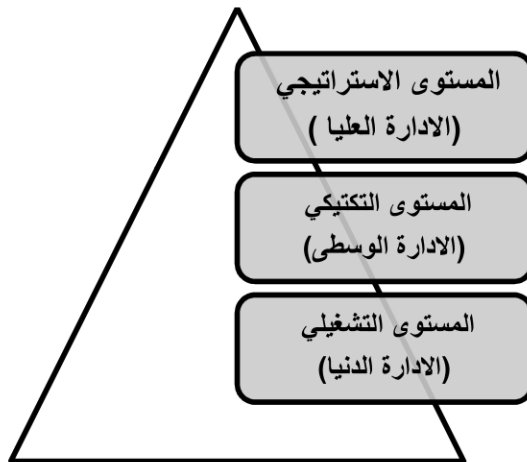 المستوى الاستراتيجي
(الادارة العليا )
المستوى التكتيكي
(الادارة الوسطى)
المستوى التشغيلي
(الادارة الدنيا)